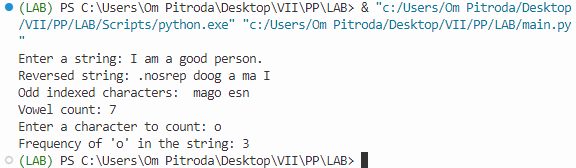 (LAB) PS C:\Users\Om Pitroda\Desktop\VII\PP\LAB> & "c:/Users/Om Pitroda/Desktop
/VII/PP/LAB/Scripts/python.exe" "c:/Users/Om Pitroda/Desktop/VII/PP/LAB/main.py
"
Enter a string: I am a good person.
Reversed string: .nosrep doog a ma I
Odd indexed characters:  mago esn
Vowel count: 7
Enter a character to count: o
Frequency of 'o' in the string: 3
(LAB) PS C:\Users\Om Pitroda\Desktop\VII\PP\LAB>